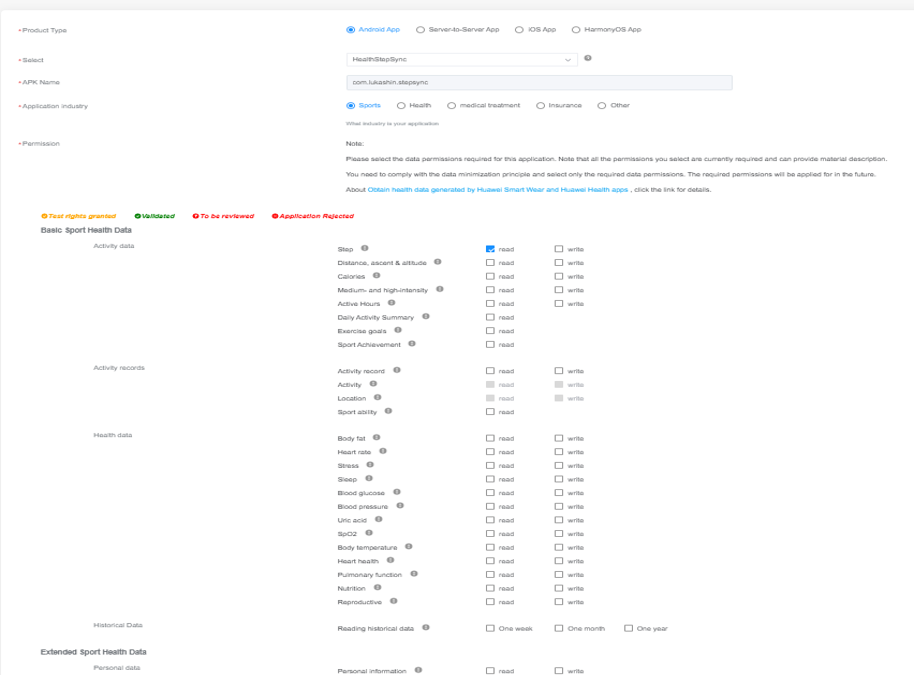 *Product Type Android App Server-to-Server App iOS App HarmonyOS App
*Select HealthStepSync
*APK Name com.lukashin.stepsync
*Application industry Sports Health medical treatment Insurance Other
What industry is your application
*Permission Note:
Please select the data permissions required for this application. Note that all the permissions you select are currently required and can provide material description.
You need to comply with the data minimization principle and select only the required data permissions. The required permissions will be applied for in the future.
About Obtain health data generated by Huawei Smart Wear and Huawei Health apps , click the link for details.
Test rights granted Validated To be reviewed Application Rejected
Basic Sport Health Data
Activity data
Step read write
Distance, ascent & altitude read write
Calories read write
Medium- and high-intensity read write
Active Hours read write
Daily Activity Summary read
Exercise goals read
Sport Achievement read
Activity records
Activity record read write
Activity read write
Location read write
Sport ability read
Health data
Body fat read write
Heart rate read write
Stress read write
Sleep read write
Blood glucose read write
Blood pressure read write
Uric acid read write
SpO2 read write
Body temperature read write
Heart health read write
Pulmonary function read write
Nutrition read write
Reproductive read write
Historical Data
Reading historical data One week One month One year
Extended Sport Health Data
Personal data
Personal information read write